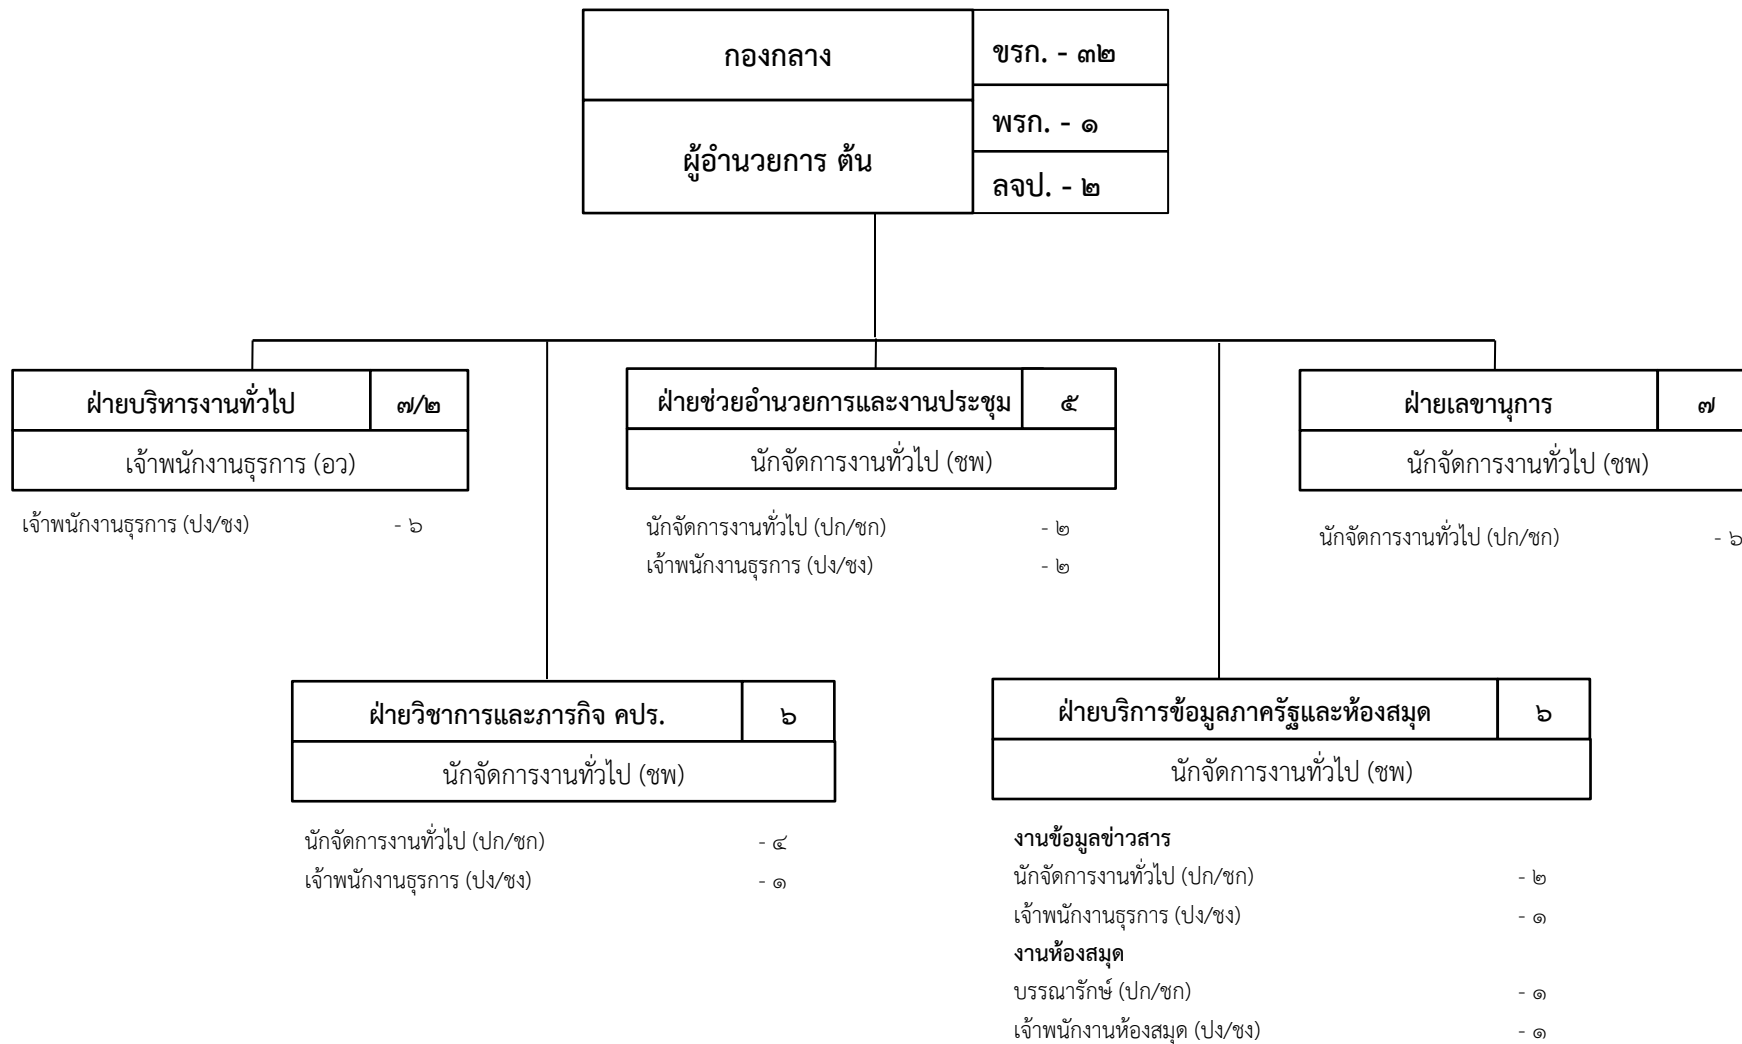 กองกลาง
ขรก. - ๓๒
ผู้อำนวยการ ต้น
พรก. - ๑
ลจป. - ๒
ฝ่ายบริหารงานทั่วไป ๗/๒
เจ้าพนักงานธุรการ (อว)
เจ้าพนักงานธุรการ (ปง/ชง) - ๖
ฝ่ายช่วยอำนวยการและงานประชุม ๕
นักจัดการงานทั่วไป (ชพ)
นักจัดการงานทั่วไป (ปก/ชก) - ๒
เจ้าพนักงานธุรการ (ปง/ชง) - ๒
ฝ่ายเลขานุการ ๗
นักจัดการงานทั่วไป (ชพ)
นักจัดการงานทั่วไป (ปก/ชก) - ๖
ฝ่ายวิชาการและภารกิจ คปร. ๖
นักจัดการงานทั่วไป (ชพ)
นักจัดการงานทั่วไป (ปก/ชก) - ๔
เจ้าพนักงานธุรการ (ปง/ชง) - ๑
ฝ่ายบริการข้อมูลภาครัฐและห้องสมุด ๖
นักจัดการงานทั่วไป (ชพ)
งานข้อมูลข่าวสาร
นักจัดการงานทั่วไป (ปก/ชก) - ๒
เจ้าพนักงานธุรการ (ปง/ชง) - ๑
งานห้องสมุด
บรรณารักษ์ (ปก/ชก) - ๑
เจ้าพนักงานห้องสมุด (ปง/ชง) - ๑